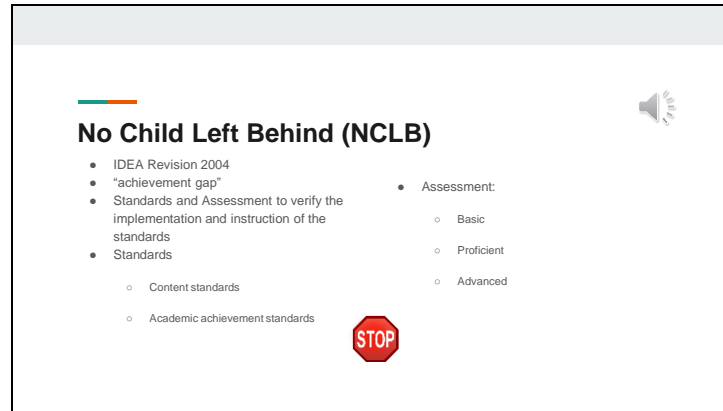 No Child Left Behind (NCLB)
● IDEA Revision 2004
● “achievement gap”
● Standards and Assessment to verify the
implementation and instruction of the
standards
● Standards
○ Content standards
○ Academic achievement standards
● Assessment:
○ Basic
○ Proficient
○ Advanced
STOP